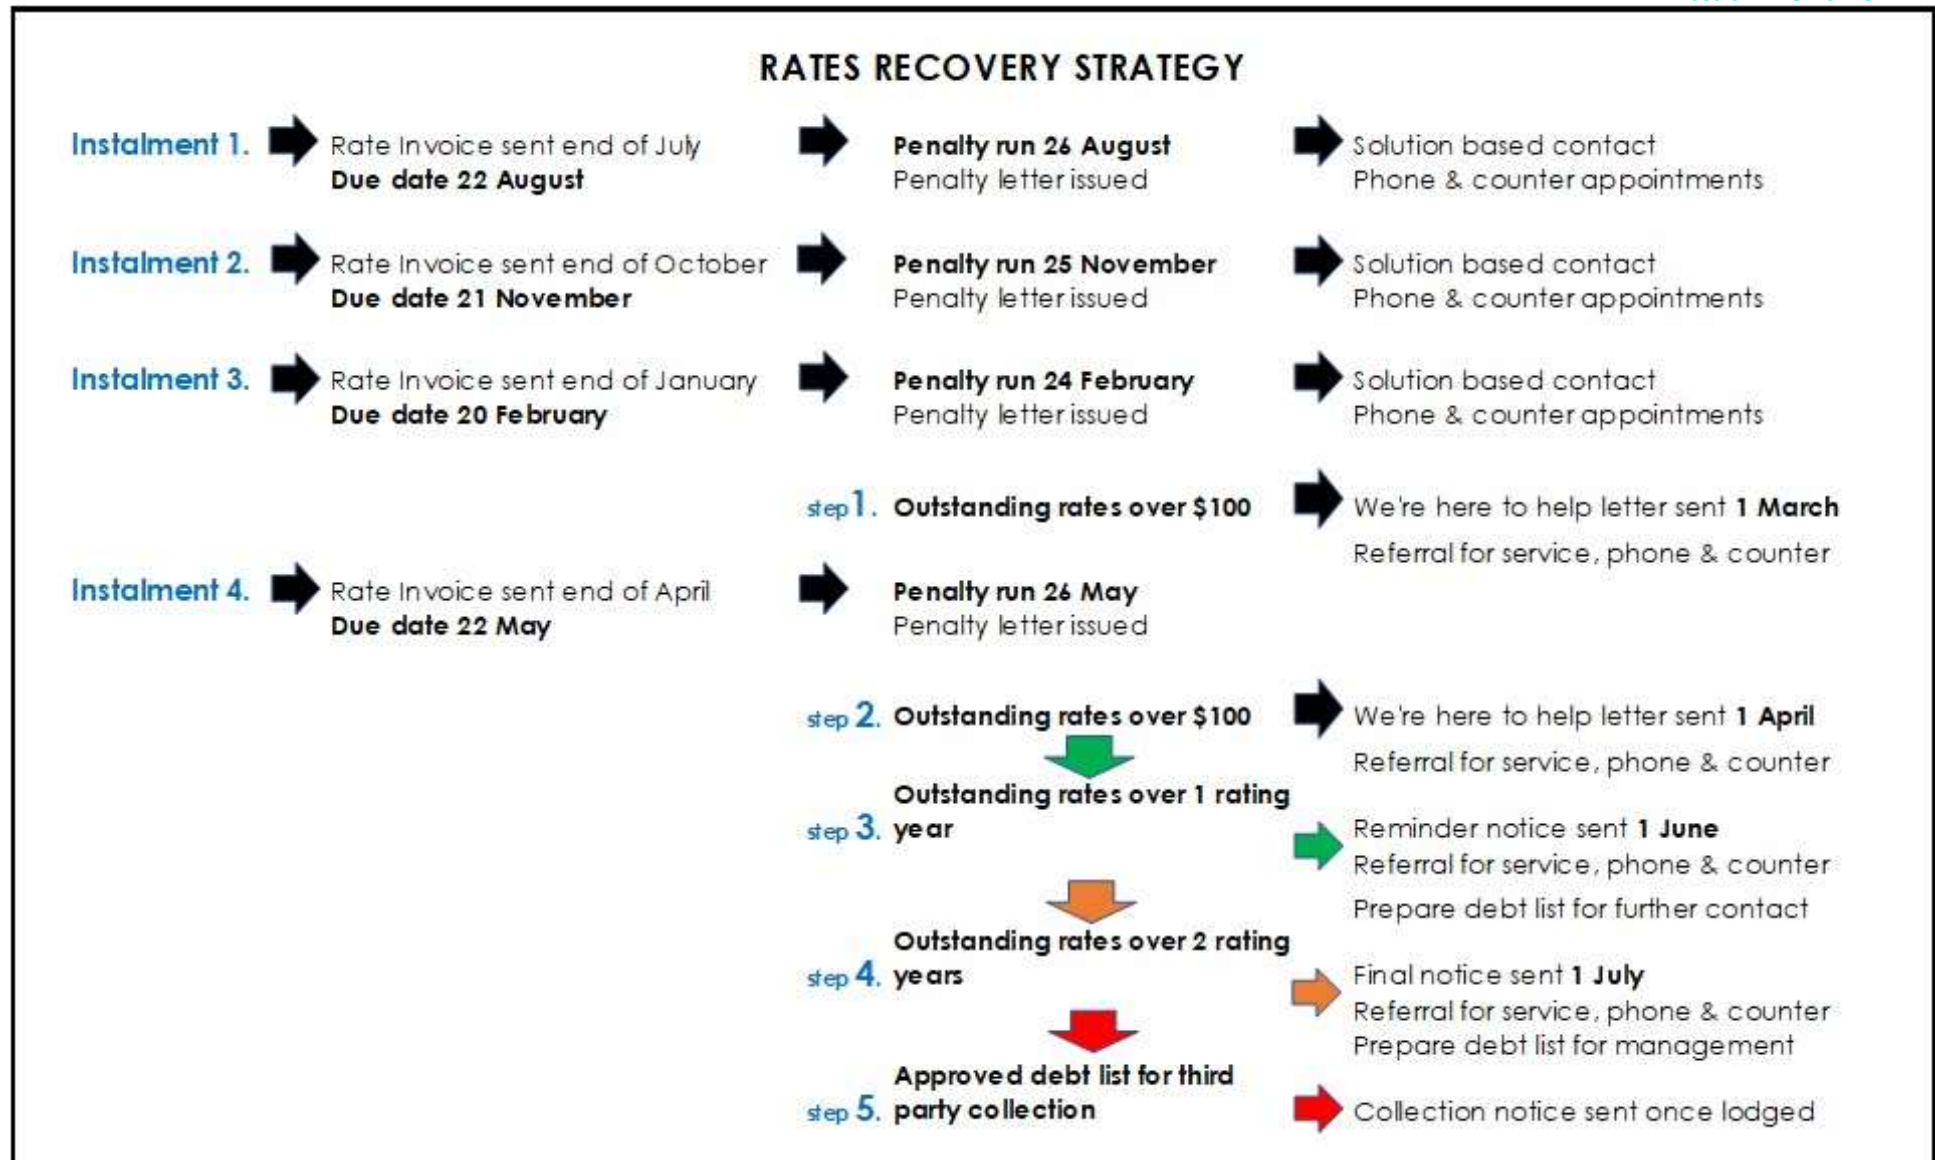 RATES RECOVERY STRATEGY
Instalment 1. Rate Invoice sent end of July Penalty run 26 August Solution based contact
Due date 22 August Penalty letter issued Phone & counter appointments
Instalment 2. Rate Invoice sent end of October Penalty run 25 November Solution based contact
Due date 21 November Penalty letter issued Phone & counter appointments
Instalment 3. Rate Invoice sent end of January Penalty run 24 February Solution based contact
Due date 20 February Penalty letter issued Phone & counter appointments
step 1. Outstanding rates over $100 We're here to help letter sent 1 March
Referral for service, phone & counter
Instalment 4. Rate Invoice sent end of April Penalty run 26 May
Due date 22 May Penalty letter issued
step 2. Outstanding rates over $100 We're here to help letter sent 1 April
Referral for service, phone & counter
Outstanding rates over 1 rating
step 3. year Reminder notice sent 1 June
Referral for service, phone & counter
Prepare debt list for further contact
Outstanding rates over 2 rating
step 4. years Final notice sent 1 July
Referral for service, phone & counter
Prepare debt list for management
Approved debt list for third
step 5. party collection Collection notice sent once lodged